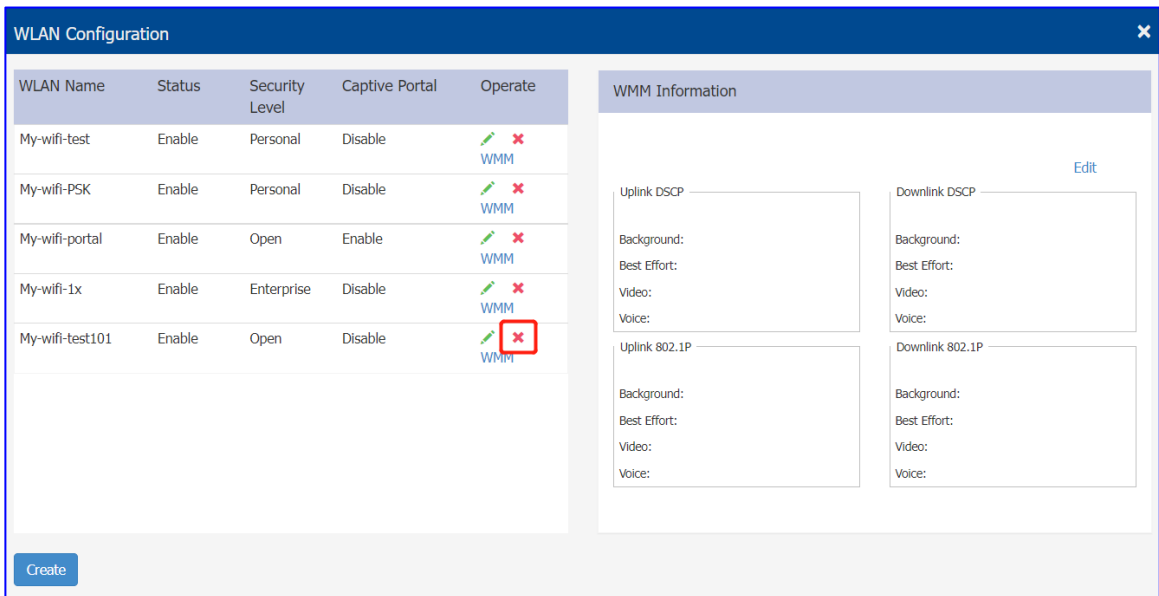 WLAN Configuration
WLAN Name Status Security Level Captive Portal Operate
My-wifi-test Enable Personal Disable
WMM
My-wifi-PSK Enable Personal Disable
WMM
My-wifi-portal Enable Open Enable
WMM
My-wifi-1x Enable Enterprise Disable
WMM
My-wifi-test101 Enable Open Disable
WMM
Create
WMM Information
Edit
Uplink DSCP
Background:
Best Effort:
Video:
Voice:
Downlink DSCP
Background:
Best Effort:
Video:
Voice:
Uplink 802.1P
Background:
Best Effort:
Video:
Voice:
Downlink 802.1P
Background:
Best Effort:
Video:
Voice: